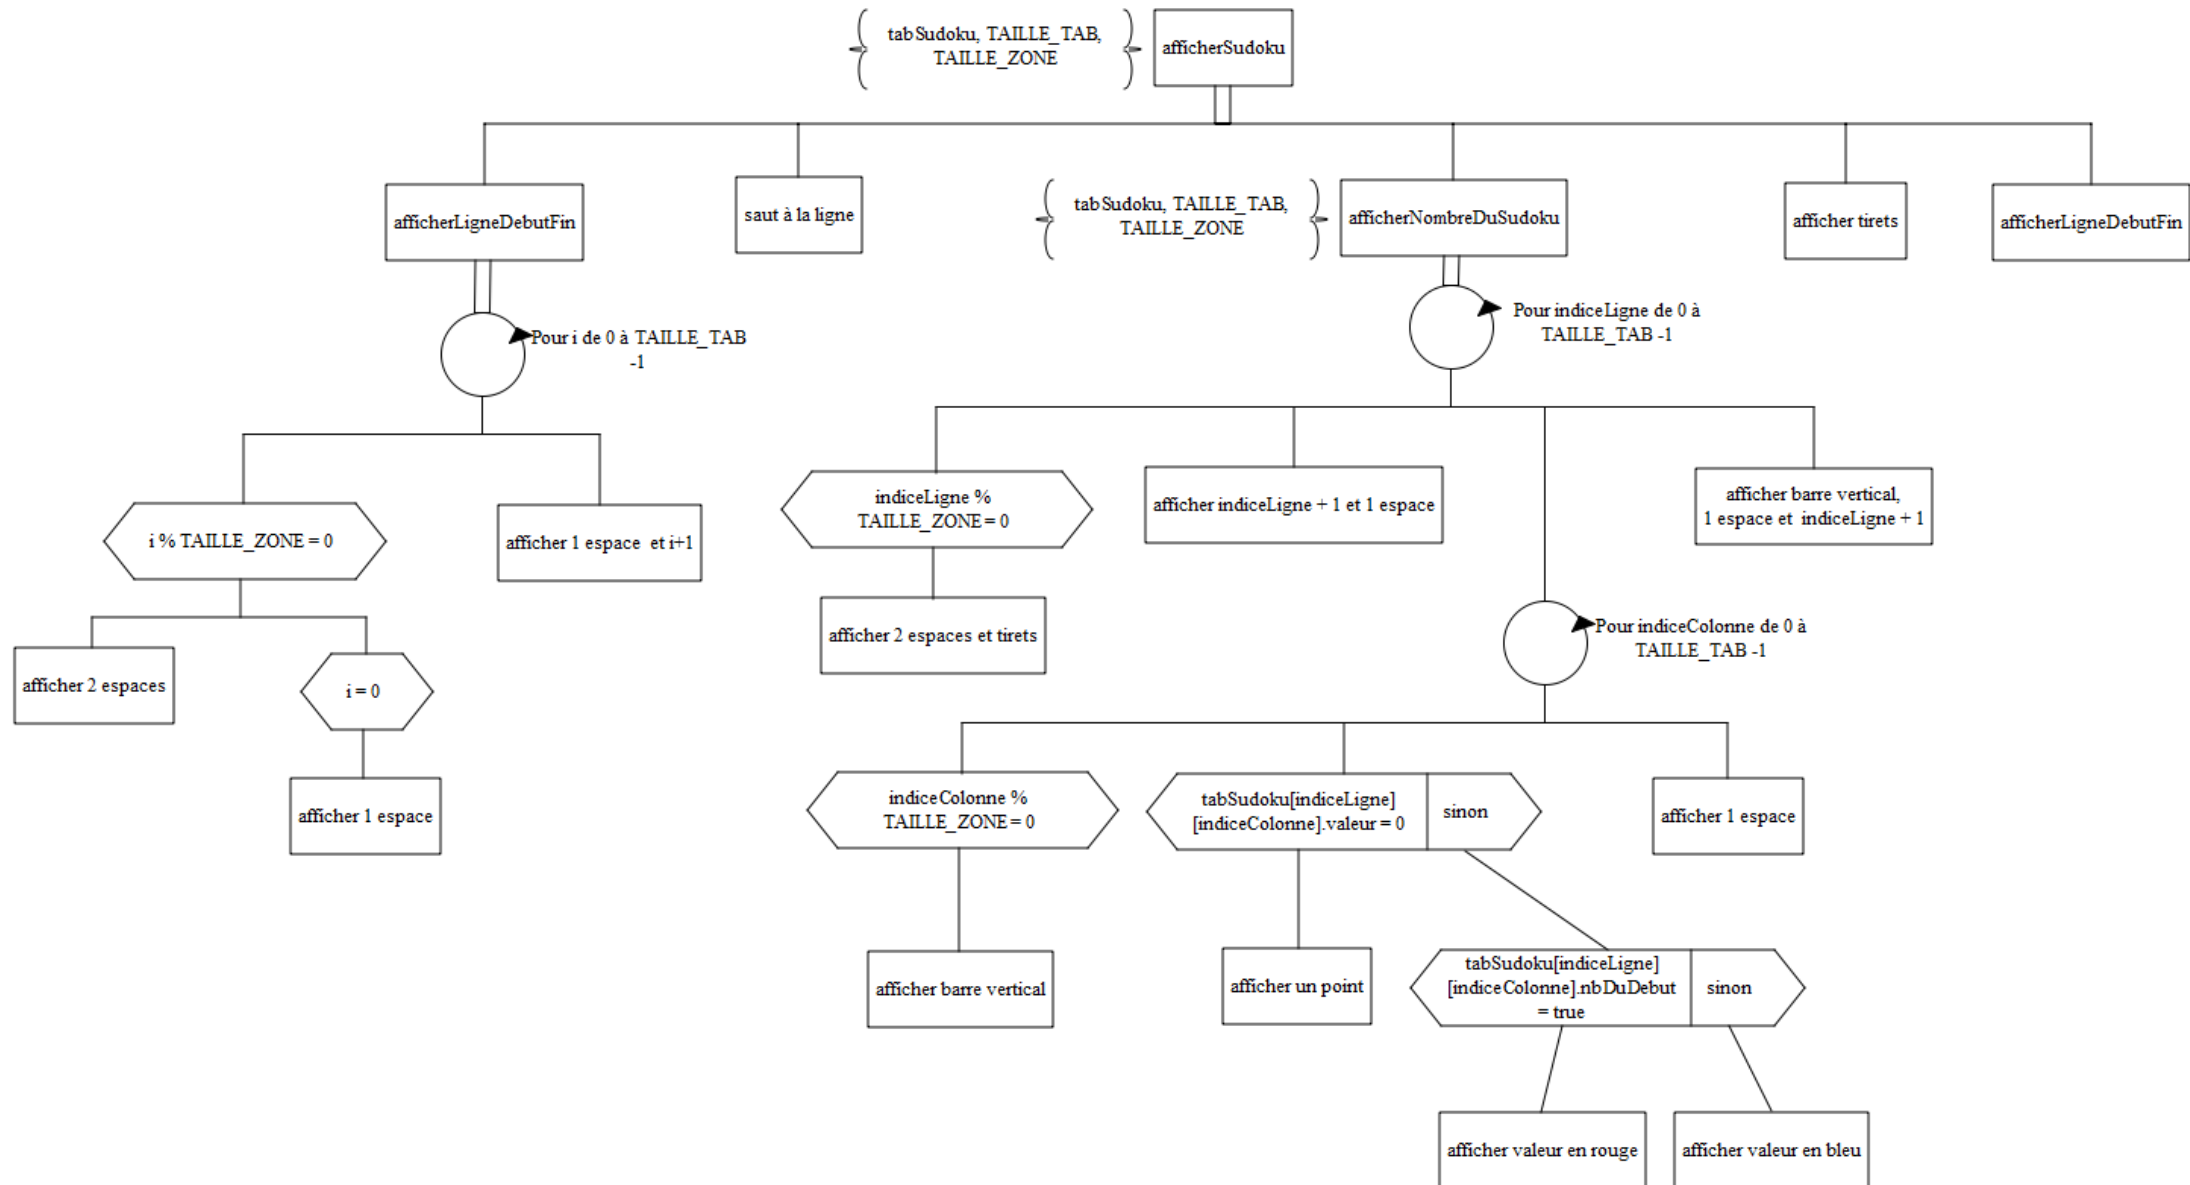 tabSudoku, TAILLE_TAB,
TAILLE_ZONE
afficherSudoku
afficherLigneDebutFin
saut à la ligne
tabSudoku, TAILLE_TAB,
TAILLE_ZONE
afficherNombreDuSudoku
afficher tirets
afficherLigneDebutFin
Pour i de 0 à TAILLE_TAB
-1
Pour indiceLigne de 0 à
TAILLE_TAB -1
i % TAILLE_ZONE = 0
afficher 1 espace et i+1
indiceLigne %
TAILLE_ZONE = 0
afficher indiceLigne + 1 et 1 espace
afficher barre vertical,
1 espace et indiceLigne + 1
afficher 2 espaces
i = 0
afficher 1 espace
afficher 2 espaces et tirets
Pour indiceColonne de 0 à
TAILLE_TAB -1
indiceColonne %
TAILLE_ZONE = 0
tabSudoku[indiceLigne]
[indiceColonne].valeur = 0
sinon
afficher 1 espace
afficher barre vertical
afficher un point
tabSudoku[indiceLigne]
[indiceColonne].nbDuDebut
= true
sinon
afficher valeur en rouge
afficher valeur en bleu